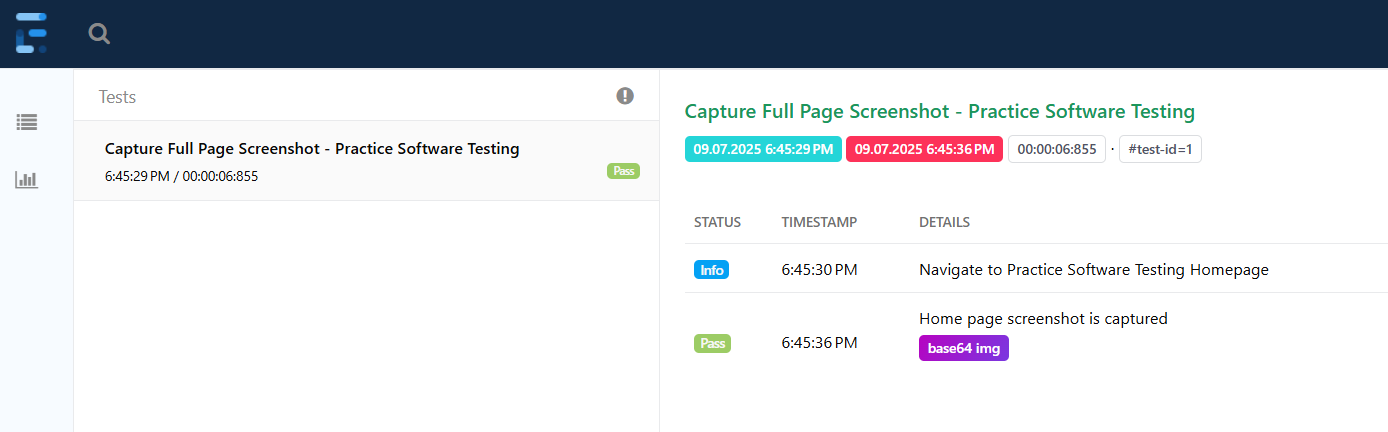 Tests
Capture Full Page Screenshot - Practice Software Testing
6:45:29 PM / 00:00:06:855
Pass
Capture Full Page Screenshot - Practice Software Testing
09.07.2025 6:45:29 PM 09.07.2025 6:45:36 PM 00:00:06:855 · #test-id=1
STATUS TIMESTAMP DETAILS
Info 6:45:30 PM Navigate to Practice Software Testing Homepage
Pass 6:45:36 PM Home page screenshot is captured
base64 img